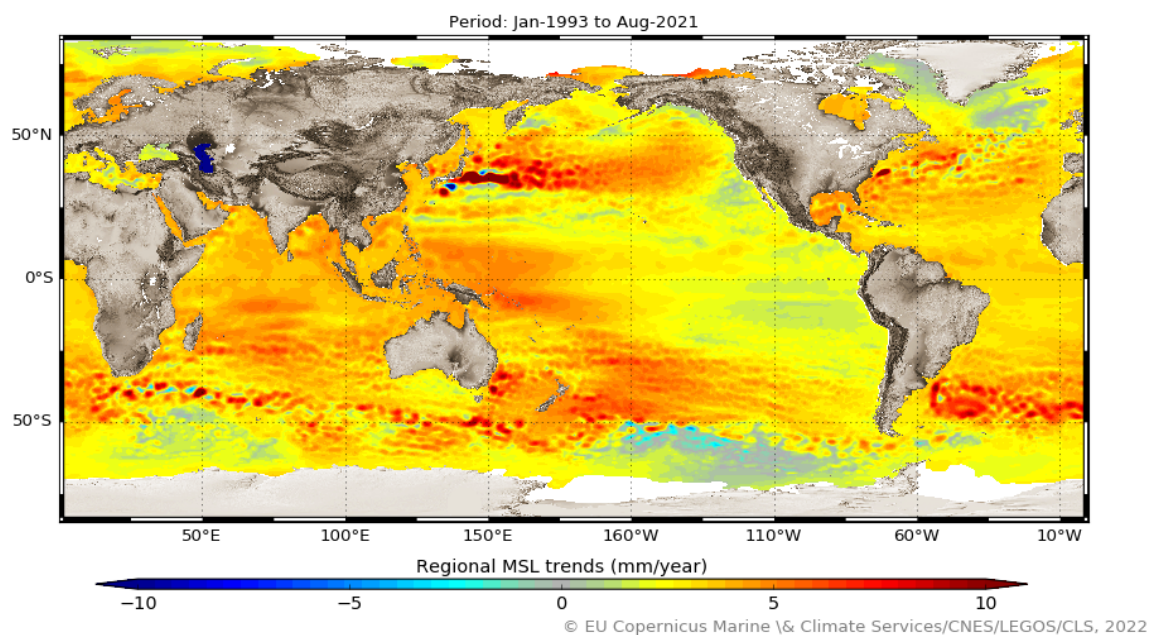 Period: Jan-1993 to Aug-2021
50°N
0°S
50°S
50°E 100°E 150°E 160°W 110°W 60°W 10°W
Regional MSL trends (mm/year)
−10 −5 0 5 10
© EU Copernicus Marine \& Climate Services/CNES/LEGOS/CLS, 2022